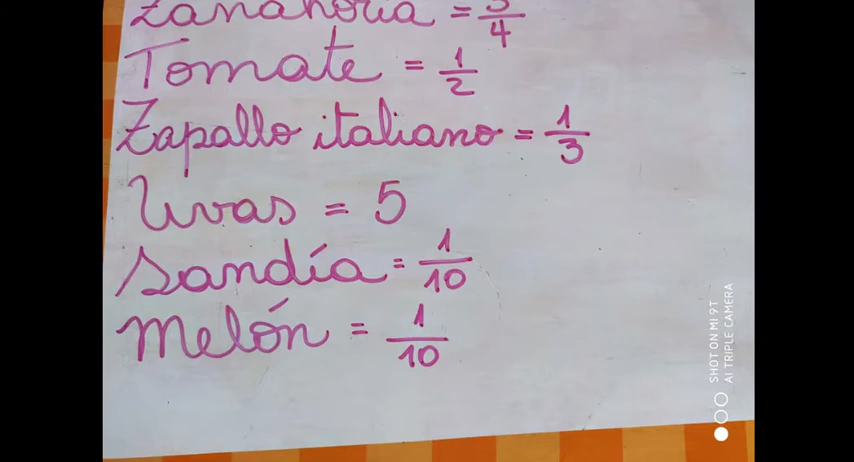 Zanahoria = 3/4
Tomate = 1/2
Zapallo italiano = 1/3
Uvas = 5
Sandía = 1/10
Melón = 1/10
SHOT ON MI 9T
AI TRIPLE CAMERA